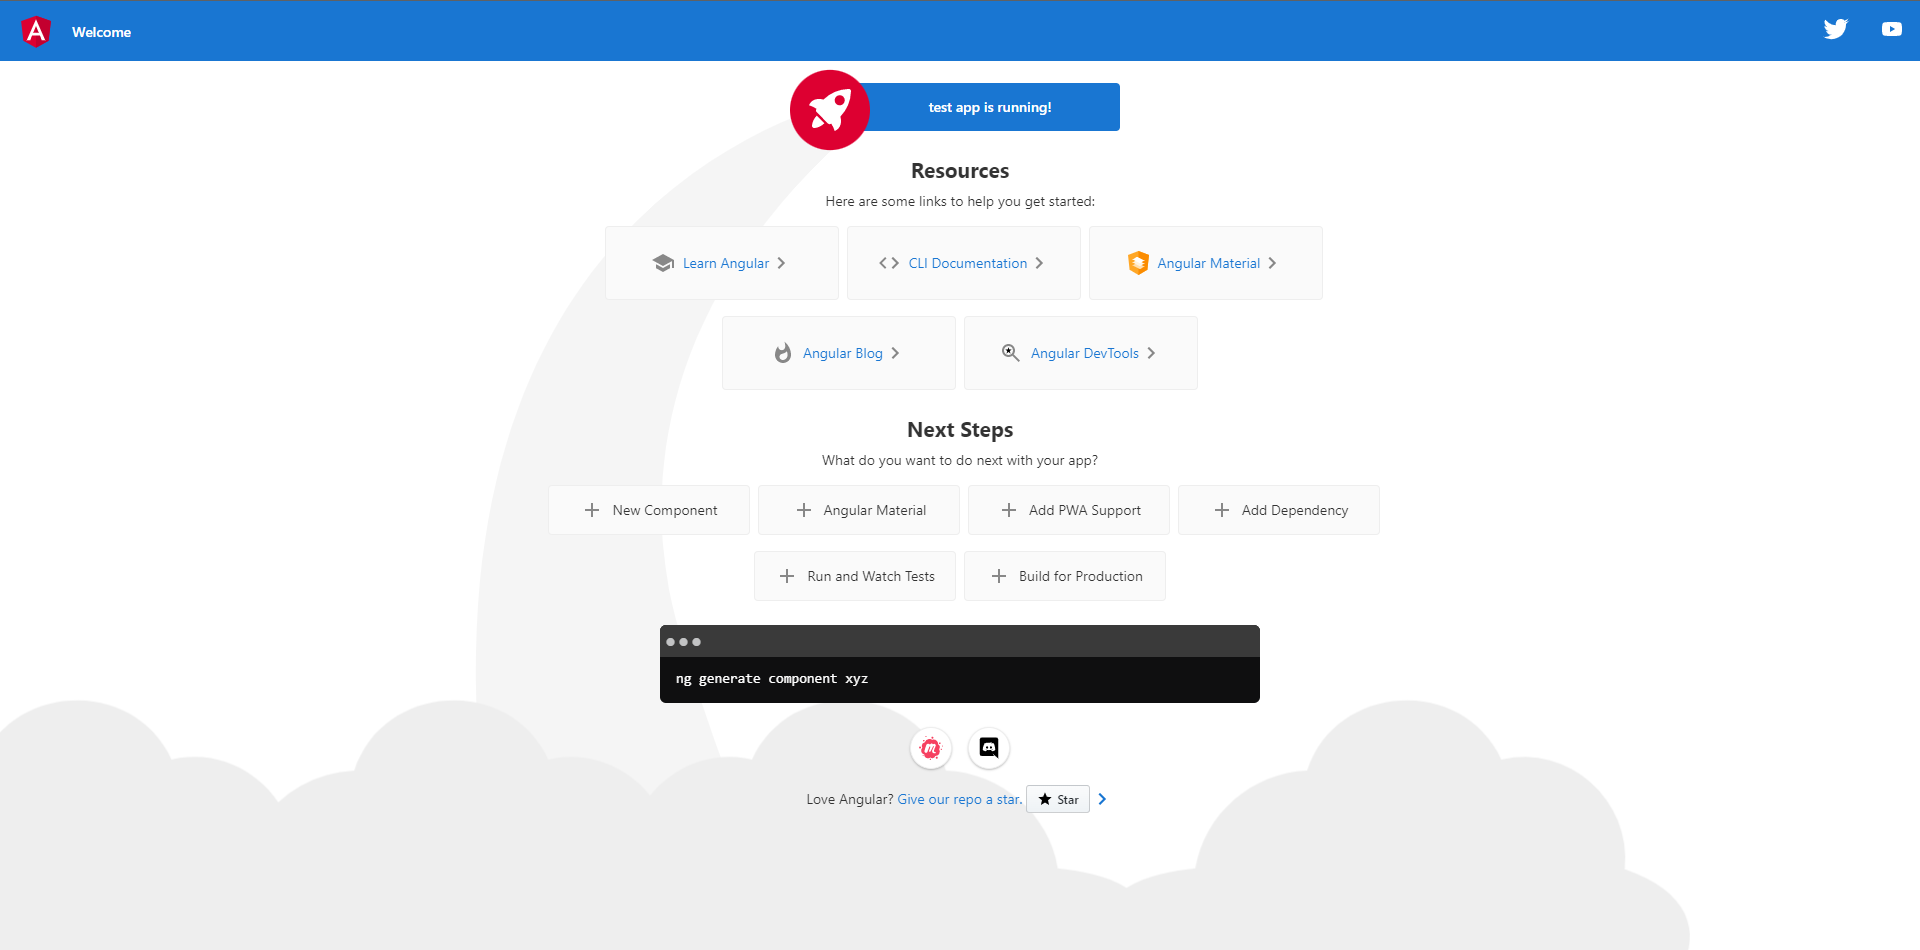 Welcome
test app is running!
Resources
Here are some links to help you get started:
Learn Angular
CLI Documentation
Angular Material
Angular Blog
Angular DevTools
Next Steps
What do you want to do next with your app?
New Component
Angular Material
Add PWA Support
Add Dependency
Run and Watch Tests
Build for Production
ng generate component xyz
Love Angular? Give our repo a star. Star